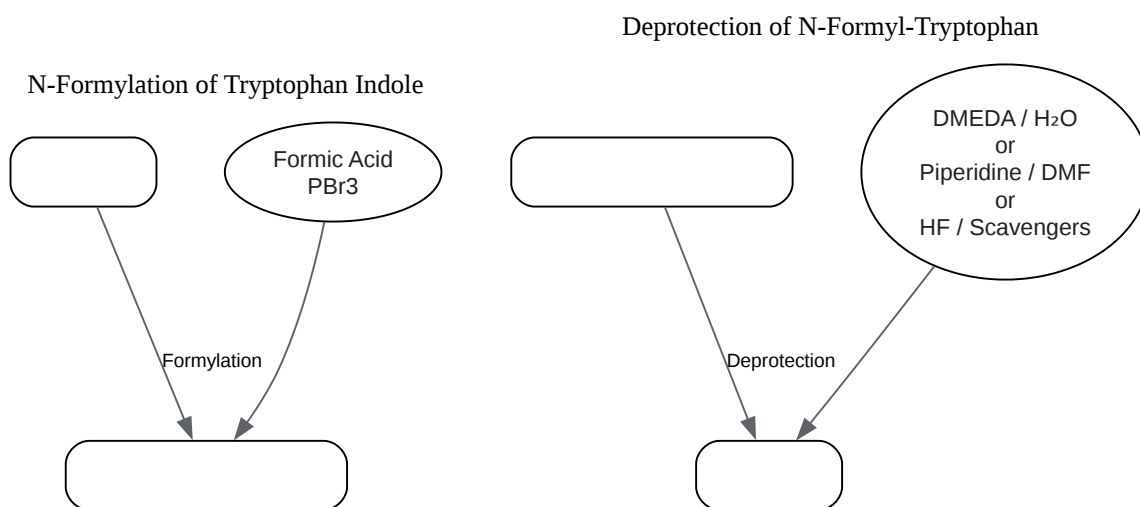 Deprotection of N-Formyl-Tryptophan
N-Formylation of Tryptophan Indole
Formic Acid
PBr3
DMEDA / H₂O
or
Piperidine / DMF
or
HF / Scavengers
Formylation
Deprotection